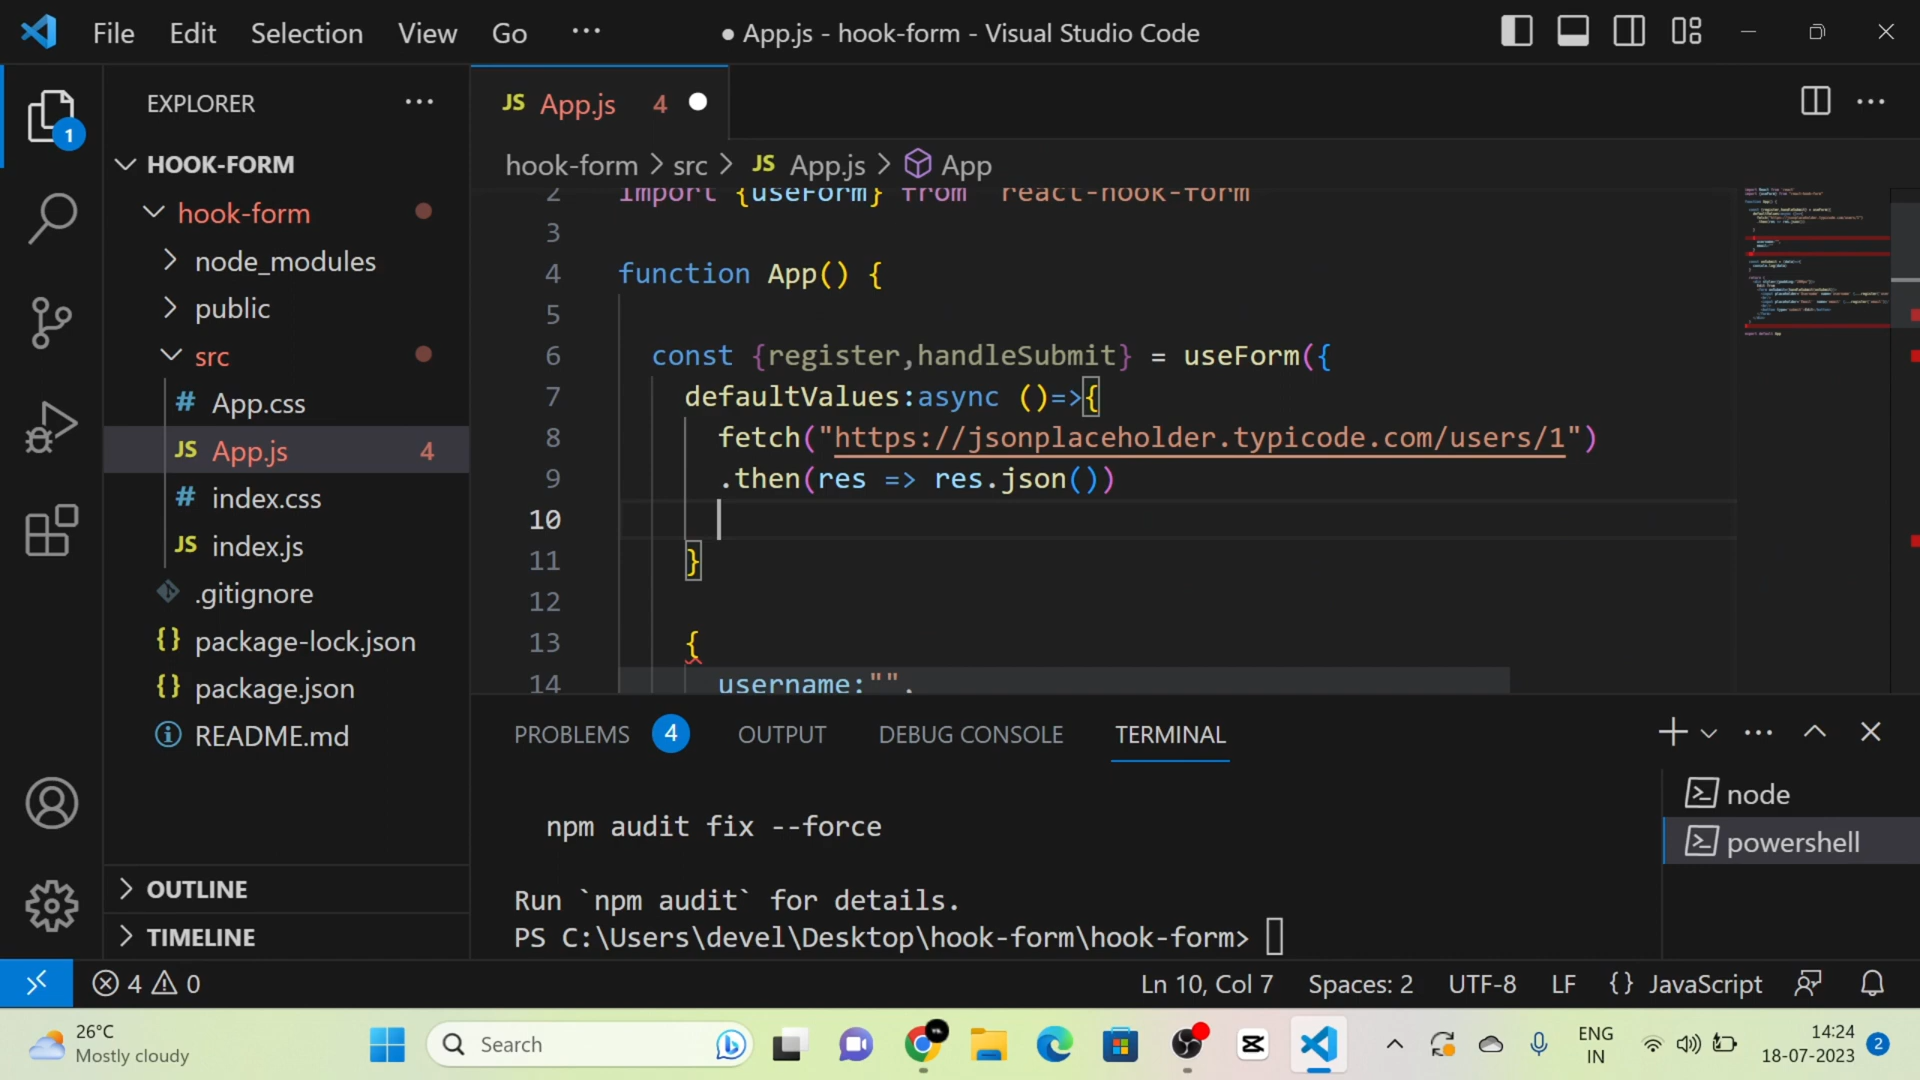 File Edit Selection View Go ··· ● App.js - hook-form - Visual Studio Code
EXPLORER ···
JS App.js 4
HOOK-FORM
hook-form > src > JS App.js > App
hook-form
node_modules
public
src
# App.css
JS App.js 4
# index.css
JS index.js
.gitignore
{} package-lock.json
{} package.json
README.md
OUTLINE
TIMELINE
1
2 import {useForm} from "react-hook-form"
3
4 function App() {
5
6 const {register,handleSubmit} = useForm({
7 defaultValues:async ()=>{
8 fetch("https://jsonplaceholder.typicode.com/users/1")
9 .then(res => res.json())
10
11 }
12
13 {
14 username:"",
PROBLEMS 4 OUTPUT DEBUG CONSOLE TERMINAL
npm audit fix --force
Run `npm audit` for details.
PS C:\Users\devel\Desktop\hook-form\hook-form>
node
powershell
4 0 Ln 10, Col 7 Spaces: 2 UTF-8 LF {} JavaScript
26°C
Mostly cloudy
Search
ENG
IN
14:24
18-07-2023
2